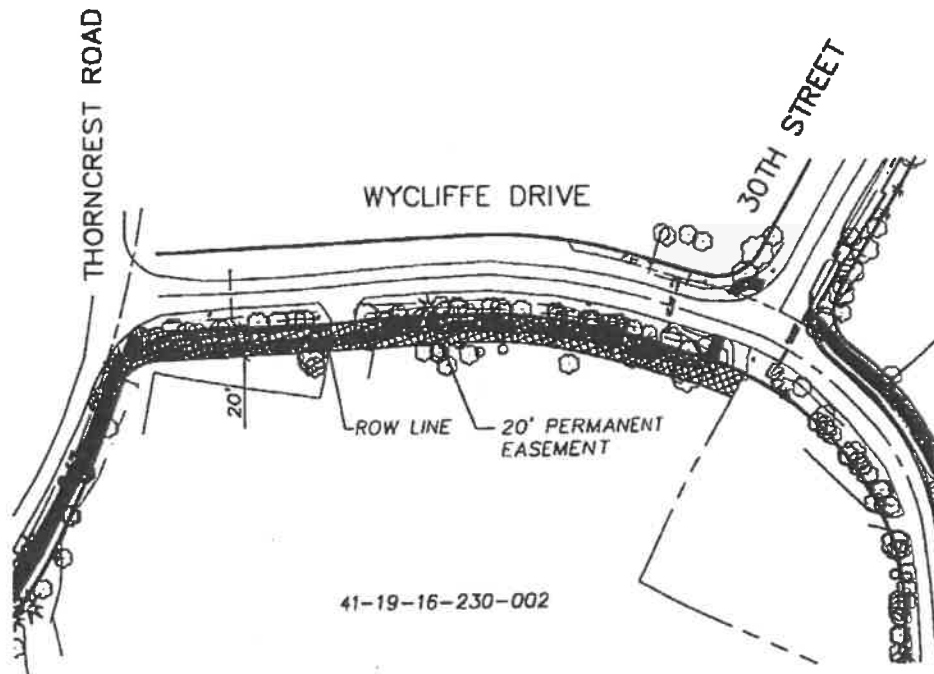 THORNCREST ROAD
WYCLIFFE DRIVE
30TH STREET
20'
ROW LINE
20' PERMANENT
EASEMENT
41-19-16-230-002